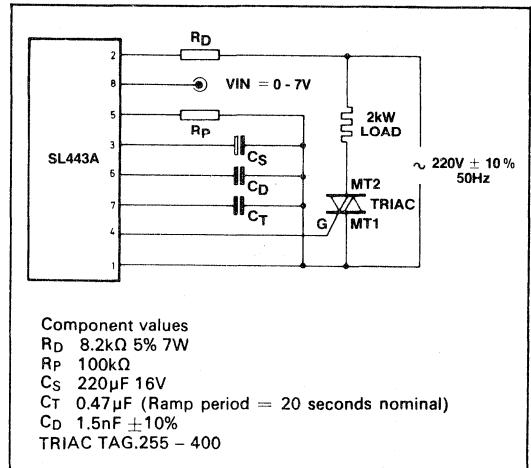 SL443A
2
8
5
3
6
7
4
1
RD
VIN = 0 - 7V
RP
CS
CD
CT
2kW
LOAD
MT2
TRIAC
G
MT1
~ 220V ± 10%
50Hz
Component values
RD 8.2kΩ 5% 7W
RP 100kΩ
CS 220µF 16V
CT 0.47µF (Ramp period = 20 seconds nominal)
CD 1.5nF ±10%
TRIAC TAG.255 – 400